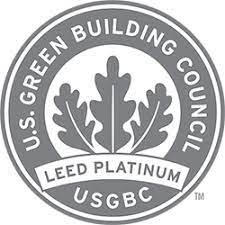 U.S. GREEN BUILDING COUNCIL
LEED PLATINUM
USGBC
TM